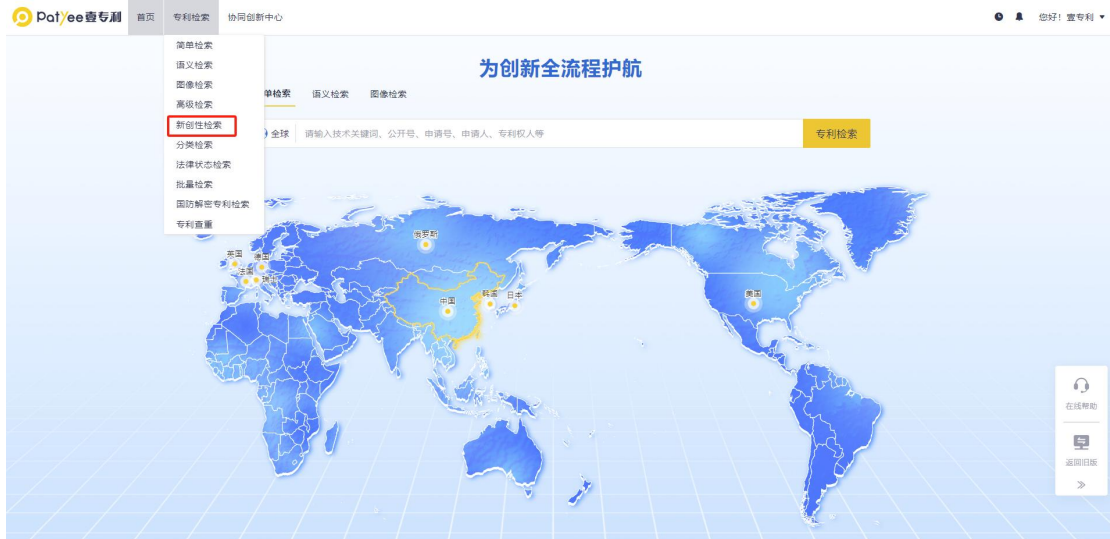 Patyee壹专利 首页 专利检索 协同创新中心 您好！壹专利
简单检索
语义检索
图像检索
高级检索
新创性检索
分类检索
法律状态检索
批量检索
国防解密专利检索
专利查重
为创新全流程护航
单检索 语义检索 图像检索
全球 请输入技术关键词、公开号、申请号、申请人、专利权人等 专利检索
俄罗斯
英国 德国
法国 瑞士
中国 韩国 日本
美国
在线帮助
返回旧版